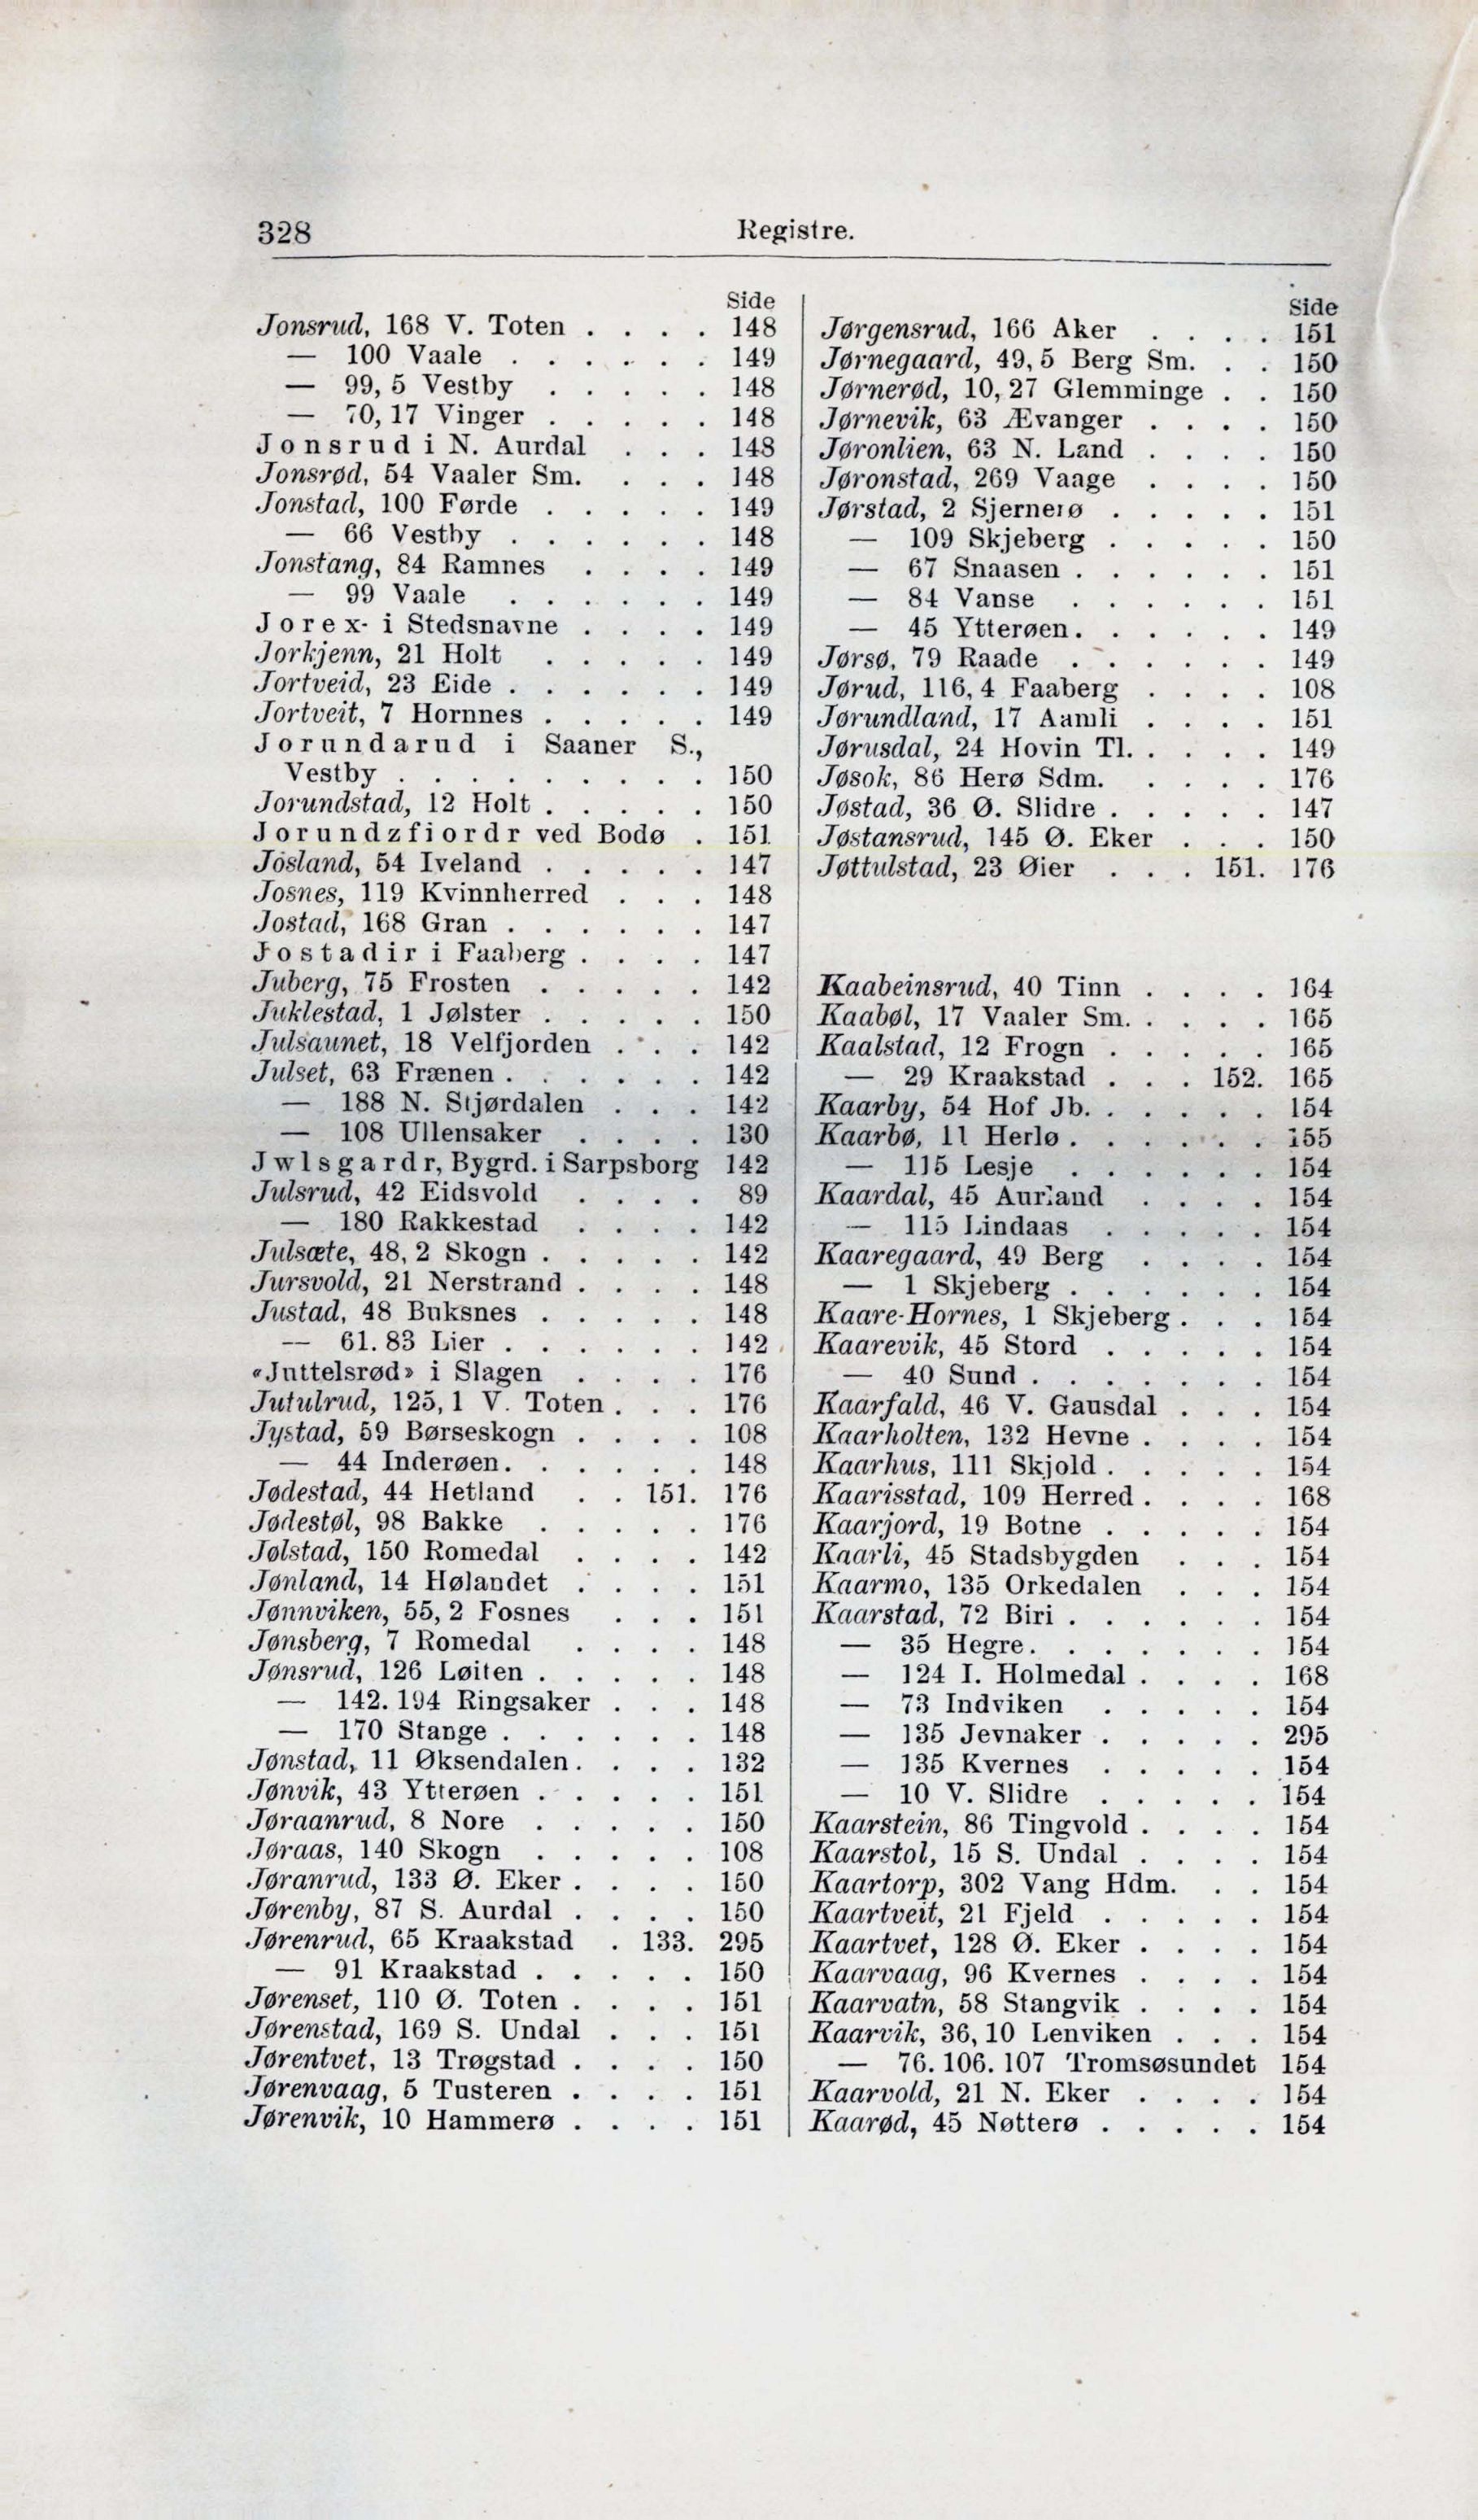 328 Registre.
Side
Jonsrud, 168 V. Toten . . . . 148
— 100 Vaale . . . . . . 149
— 99, 5 Vestby . . . . . 148
— 70, 17 Vinger . . . . . 148
Jonsrud i N. Aurdal . . . 148
Jonsrød, 54 Vaaler Sm. . . . 148
Jonstad, 100 Førde . . . . . 149
— 66 Vestby . . . . . . 148
Jonstang, 84 Ramnes . . . . 149
— 99 Vaale . . . . . . 149
Jorex- i Stedsnavne . . . . 149
Jorkjenn, 21 Holt . . . . . 149
Jortveid, 23 Eide . . . . . . 149
Jortveit, 7 Hornnes . . . . . 149
Jorundarud i Saaner S.,
Vestby . . . . . . . . . 150
Jorundstad, 12 Holt . . . . . 150
Jorundzfiordr ved Bodø . 151
Josland, 54 Iveland . . . . . 147
Josnes, 119 Kvinnherred . . . 148
Jostad, 168 Gran . . . . . . 147
Jostadir i Faaberg . . . . 147
Juberg, 75 Frosten . . . . . 142
Juklestad, 1 Jølster . . . . . 150
Julsaunet, 18 Velfjorden . . . 142
Julset, 63 Frænen . . . . . . 142
— 188 N. Stjørdalen . . . 142
— 108 Ullensaker . . . . 130
Jwlsgardr, Bygrd. i Sarpsborg 142
Julsrud, 42 Eidsvold . . . . 89
— 180 Rakkestad . . . . 142
Julsæte, 48, 2 Skogn . . . . . 142
Jursvold, 21 Nerstrand . . . . 148
Justad, 48 Buksnes . . . . . 148
— 61. 83 Lier . . . . . . 142
«Juttelsrød» i Slagen . . . . 176
Jutulrud, 125, 1 V. Toten . . . 176
Jystad, 59 Børseskogn . . . . 108
— 44 Inderøen. . . . . . 148
Jødestad, 44 Hetland . . 151. 176
Jødestøl, 98 Bakke . . . . . 176
Jølstad, 150 Romedal . . . . 142
Jønland, 14 Hølandet . . . . 151
Jønnviken, 55, 2 Fosnes . . . 151
Jønsberg, 7 Romedal . . . . 148
Jønsrud, 126 Løiten . . . . . 148
— 142. 194 Ringsaker . . . 148
— 170 Stange . . . . . . 148
Jønstad, 11 Øksendalen. . . . 132
Jønvik, 43 Ytterøen . . . . . 151
Jøraanrud, 8 Nore . . . . . 150
Jøraas, 140 Skogn . . . . . 108
Jøranrud, 133 Ø. Eker . . . . 150
Jørenby, 87 S. Aurdal . . . . 150
Jørenrud, 65 Kraakstad . 133. 295
— 91 Kraakstad . . . . . 150
Jørenset, 110 Ø. Toten . . . . 151
Jørenstad, 169 S. Undal . . . 151
Jørentvet, 13 Trøgstad . . . . 150
Jørenvaag, 5 Tusteren . . . . 151
Jørenvik, 10 Hammerø . . . . 151
Side
Jørgensrud, 166 Aker . . . . 151
Jørnegaard, 49, 5 Berg Sm. . . 150
Jørnerød, 10, 27 Glemminge . . 150
Jørnevik, 63 Ævanger . . . . 150
Jøronlien, 63 N. Land . . . . 150
Jøronstad, 269 Vaage . . . . 150
Jørstad, 2 Sjernerø . . . . . 151
— 109 Skjeberg . . . . . 150
— 67 Snaasen . . . . . . 151
— 84 Vanse . . . . . . 151
— 45 Ytterøen. . . . . . 149
Jørsø, 79 Raade . . . . . . 149
Jørud, 116, 4 Faaberg . . . . 108
Jørundland, 17 Aamli . . . . 151
Jørusdal, 24 Hovin Tl. . . . . 149
Jøsok, 86 Herø Sdm. . . . . 176
Jøstad, 36 Ø. Slidre . . . . . 147
Jøstansrud, 145 Ø. Eker . . . 150
Jøttulstad, 23 Øier . . . 151. 176
Kaabeinsrud, 40 Tinn . . . . 164
Kaabøl, 17 Vaaler Sm. . . . . 165
Kaalstad, 12 Frogn . . . . . 165
— 29 Kraakstad . . . 152. 165
Kaarby, 54 Hof Jb. . . . . . 154
Kaarbø, 11 Herlø . . . . . . 155
— 115 Lesje . . . . . . 154
Kaardal, 45 Aurland . . . . 154
— 115 Lindaas . . . . . 154
Kaaregaard, 49 Berg . . . . 154
— 1 Skjeberg . . . . . . 154
Kaare-Hornes, 1 Skjeberg . . . 154
Kaarevik, 45 Stord . . . . . 154
— 40 Sund . . . . . . . 154
Kaarfald, 46 V. Gausdal . . . 154
Kaarholten, 132 Hevne . . . . 154
Kaarhus, 111 Skjold . . . . . 154
Kaarisstad, 109 Herred . . . . 168
Kaarjord, 19 Botne . . . . . 154
Kaarli, 45 Stadsbygden . . . 154
Kaarmo, 135 Orkedalen . . . 154
Kaarstad, 72 Biri . . . . . . 154
— 35 Hegre. . . . . . . 154
— 124 I. Holmedal . . . . 168
— 73 Indviken . . . . . 154
— 135 Jevnaker . . . . . 295
— 135 Kvernes . . . . . 154
— 10 V. Slidre . . . . . 154
Kaarstein, 86 Tingvold . . . . 154
Kaarstol, 15 S. Undal . . . . 154
Kaartorp, 302 Vang Hdm. . . 154
Kaartveit, 21 Fjeld . . . . . 154
Kaartvet, 128 Ø. Eker . . . . 154
Kaarvaag, 96 Kvernes . . . . 154
Kaarvatn, 58 Stangvik . . . . 154
Kaarvik, 36, 10 Lenviken . . . 154
— 76. 106. 107 Tromsøsundet 154
Kaarvold, 21 N. Eker . . . . 154
Kaarød, 45 Nøtterø . . . . . 154